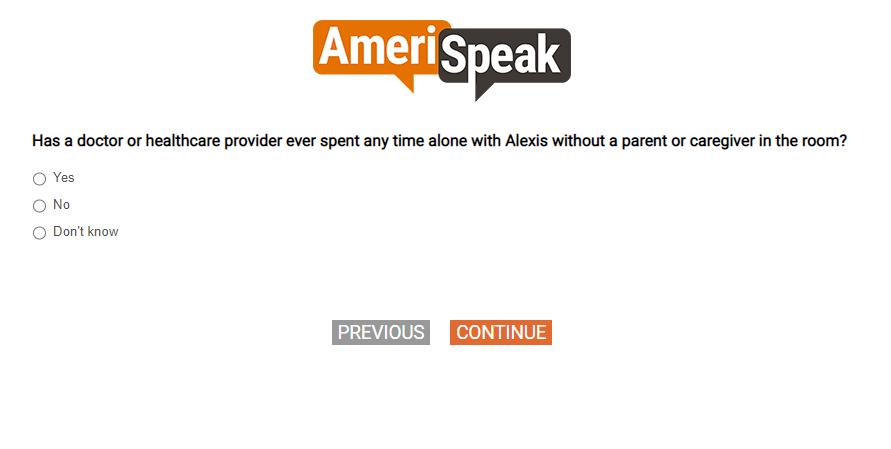 AmeriSpeak
Has a doctor or healthcare provider ever spent any time alone with Alexis without a parent or caregiver in the room?
Yes
No
Don't know
PREVIOUS CONTINUE